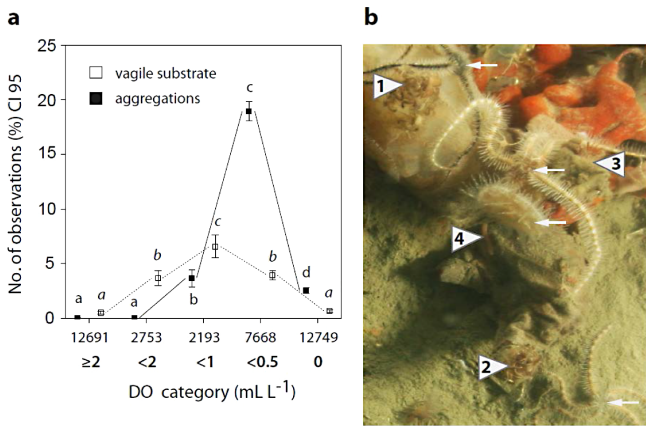 a
b
25
20
15
10
5
0
No. of observations (%) CI 95
vagile substrate
aggregations
a a a b b c c b d a
12691 2753 2193 7668 12749
≥2 <2 <1 <0.5 0
DO category (mL L⁻¹)
1
3
4
2